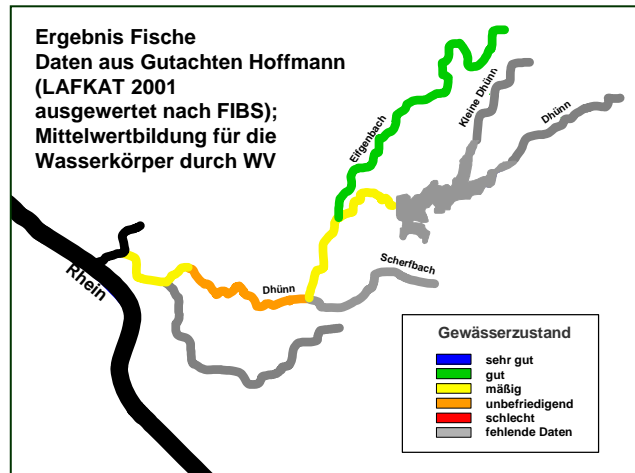 Ergebnis Fische
Daten aus Gutachten Hoffmann
(LAFKAT 2001
ausgewertet nach FIBS);
Mittelwertbildung für die
Wasserkörper durch WV
Eifgenbach
Kleine Dhünn
Dhünn
Rhein
Dhünn
Scherfbach
Gewässerzustand
sehr gut
gut
mäßig
unbefriedigend
schlecht
fehlende Daten